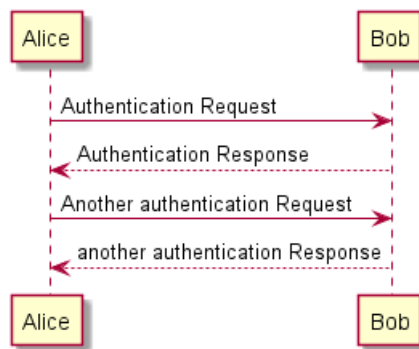 Alice
Bob
Authentication Request
Authentication Response
Another authentication Request
another authentication Response
Alice
Bob